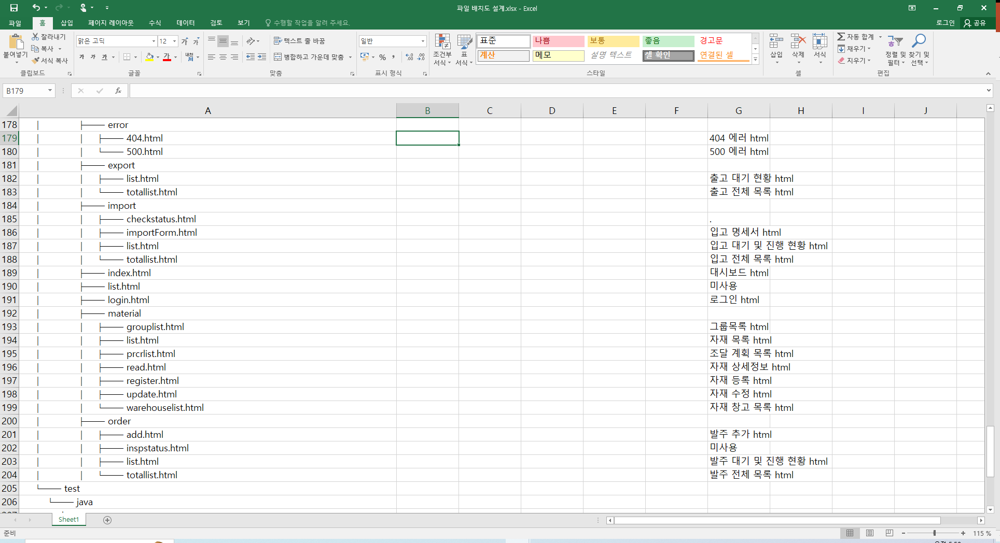 파일 배치도 설계.xlsx - Excel
파일 홈 삽입 페이지 레이아웃 수식 데이터 검토 보기 수행할 작업을 알려 주세요. 로그인 공유
붙여넣기 잘라내기 복사 서식 복사 클립보드
맑은 고딕 12 가 가 가 가 가 가 내천 글꼴
텍스트 줄 바꿈 병합하고 가운데 맞춤 맞춤
일반 % 표시 형식
조건부 서식 표 서식 표준 나쁨 보통 좋음 경고문
계산 메모 설명 텍스트 셀 확인 연결된 셀 스타일
삽입 삭제 서식 셀
자동 합계 채우기 지우기 정렬 및 필터 찾기 및 선택 편집
B179 fx
A B C D E F G H I J
178 error
179 404.html 404 에러 html
180 500.html 500 에러 html
181 export
182 list.html 출고 대기 현황 html
183 totallist.html 출고 전체 목록 html
184 import
185 checkstatus.html .
186 importForm.html 입고 명세서 html
187 list.html 입고 대기 및 진행 현황 html
188 totallist.html 입고 전체 목록 html
189 index.html 대시보드 html
190 list.html 미사용
191 login.html 로그인 html
192 material
193 grouplist.html 그룹목록 html
194 list.html 자재 목록 html
195 prcrlist.html 조달 계획 목록 html
196 read.html 자재 상세정보 html
197 register.html 자재 등록 html
198 update.html 자재 수정 html
199 warehouselist.html 자재 창고 목록 html
200 order
201 add.html 발주 추가 html
202 inspstatus.html 미사용
203 list.html 발주 대기 및 진행 현황 html
204 totallist.html 발주 전체 목록 html
205 test
206 java
Sheet1
준비 115 %